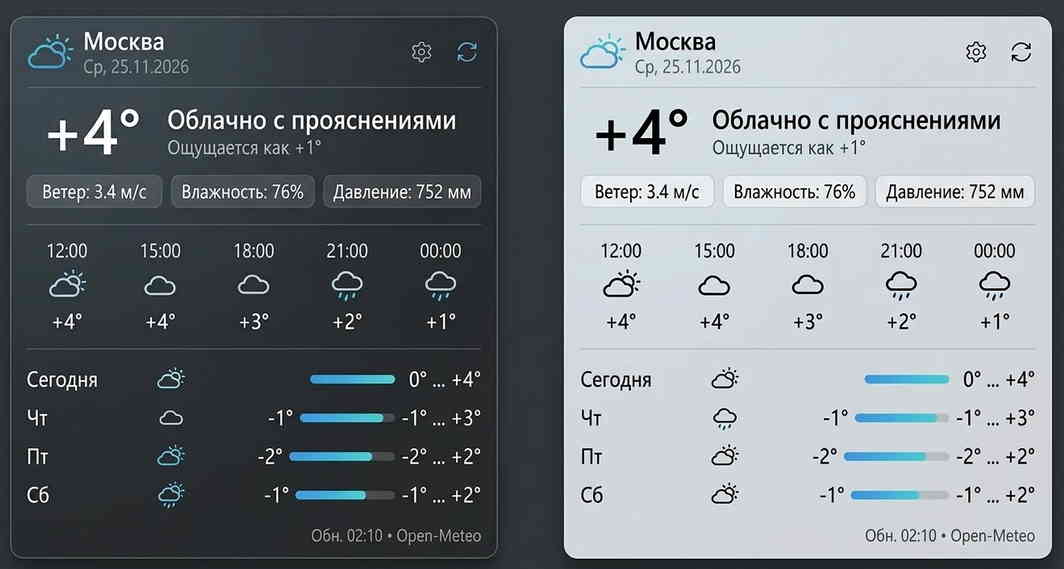 Москва
Ср, 25.11.2026
+4°
Облачно с прояснениями
Ощущается как +1°
Ветер: 3.4 м/с
Влажность: 76%
Давление: 752 мм
12:00 15:00 18:00 21:00 00:00
+4° +4° +3° +2° +1°
Сегодня 0° ... +4°
Чт -1° -1° ... +3°
Пт -2° -2° ... +2°
Сб -1° -1° ... +2°
Обн. 02:10 • Open-Meteo
Москва
Ср, 25.11.2026
+4°
Облачно с прояснениями
Ощущается как +1°
Ветер: 3.4 м/с
Влажность: 76%
Давление: 752 мм
12:00 15:00 18:00 21:00 00:00
+4° +4° +3° +2° +1°
Сегодня 0° ... +4°
Чт -1° -1° ... +3°
Пт -2° -2° ... +2°
Сб -1° -1° ... +2°
Обн. 02:10 • Open-Meteo